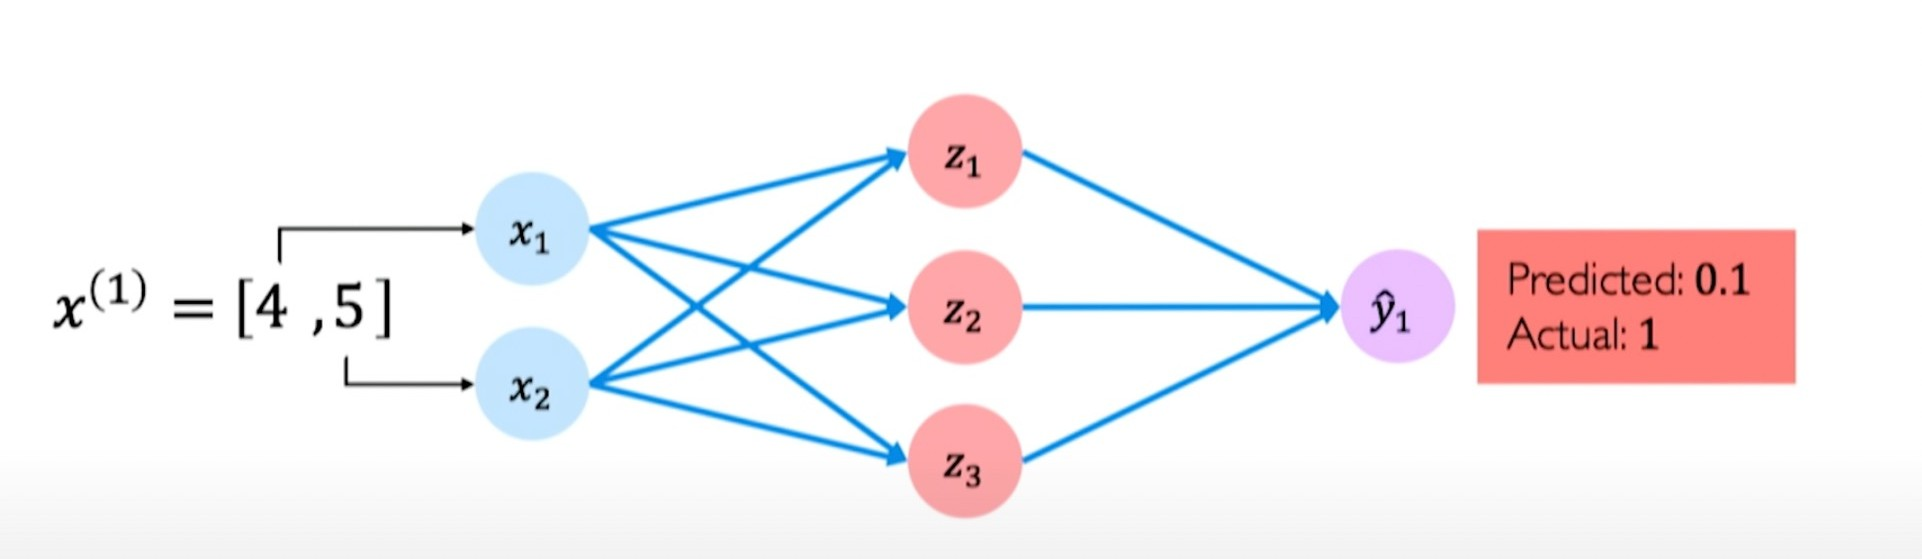 x⁽¹⁾ = [4 ,5]
x₁
x₂
z₁
z₂
z₃
ŷ₁
Predicted: 0.1
Actual: 1